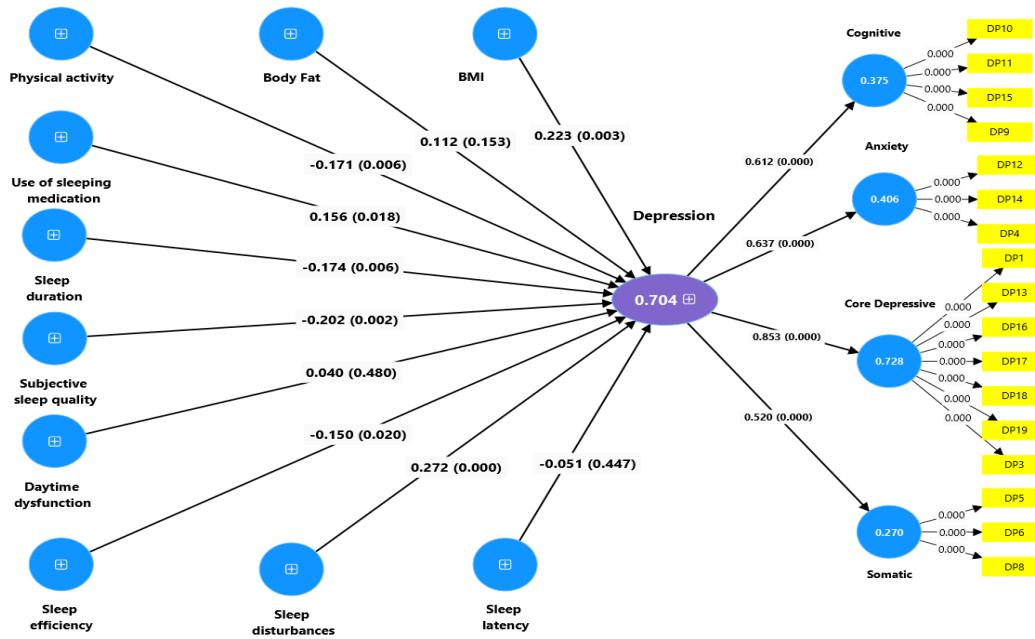 Physical activity
Body Fat
BMI
Use of sleeping
medication
Sleep
duration
Subjective
sleep quality
Daytime
dysfunction
Sleep
efficiency
Sleep
disturbances
Sleep
latency
-0.171 (0.006)
0.112 (0.153)
0.223 (0.003)
0.156 (0.018)
-0.174 (0.006)
-0.202 (0.002)
0.040 (0.480)
-0.150 (0.020)
0.272 (0.000)
-0.051 (0.447)
Depression
0.704
0.612 (0.000)
0.637 (0.000)
0.853 (0.000)
0.520 (0.000)
Cognitive
0.375
0.000
0.000
0.000
0.000
DP10
DP11
DP15
DP9
Anxiety
0.406
0.000
0.000
0.000
DP12
DP14
DP4
Core Depressive
0.728
0.000
0.000
0.000
0.000
0.000
0.000
0.000
DP1
DP13
DP16
DP17
DP18
DP19
DP3
0.270
Somatic
0.000
0.000
0.000
DP5
DP6
DP8